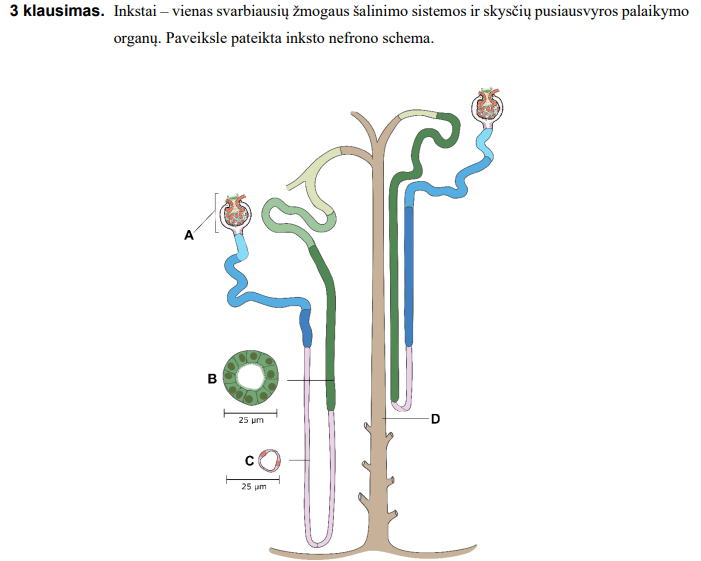 3 klausimas. Inkstai – vienas svarbiausių žmogaus šalinimo sistemos ir skysčių pusiausvyros palaikymo
organų. Paveiksle pateikta inksto nefrono schema.
A
B
25 µm
D
C
25 µm